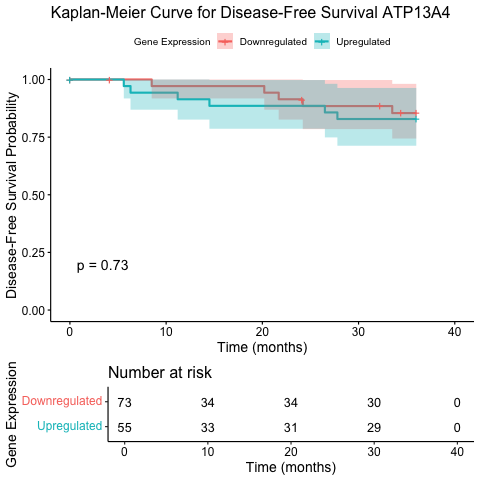 Kaplan-Meier Curve for Disease-Free Survival ATP13A4
Gene Expression Downregulated Upregulated
Disease-Free Survival Probability
1.00
0.75
0.50
0.25
0.00
p = 0.73
0 10 20 30 40
Time (months)
Number at risk
Gene Expression
Downregulated 73 34 34 30 0
Upregulated 55 33 31 29 0
0 10 20 30 40
Time (months)